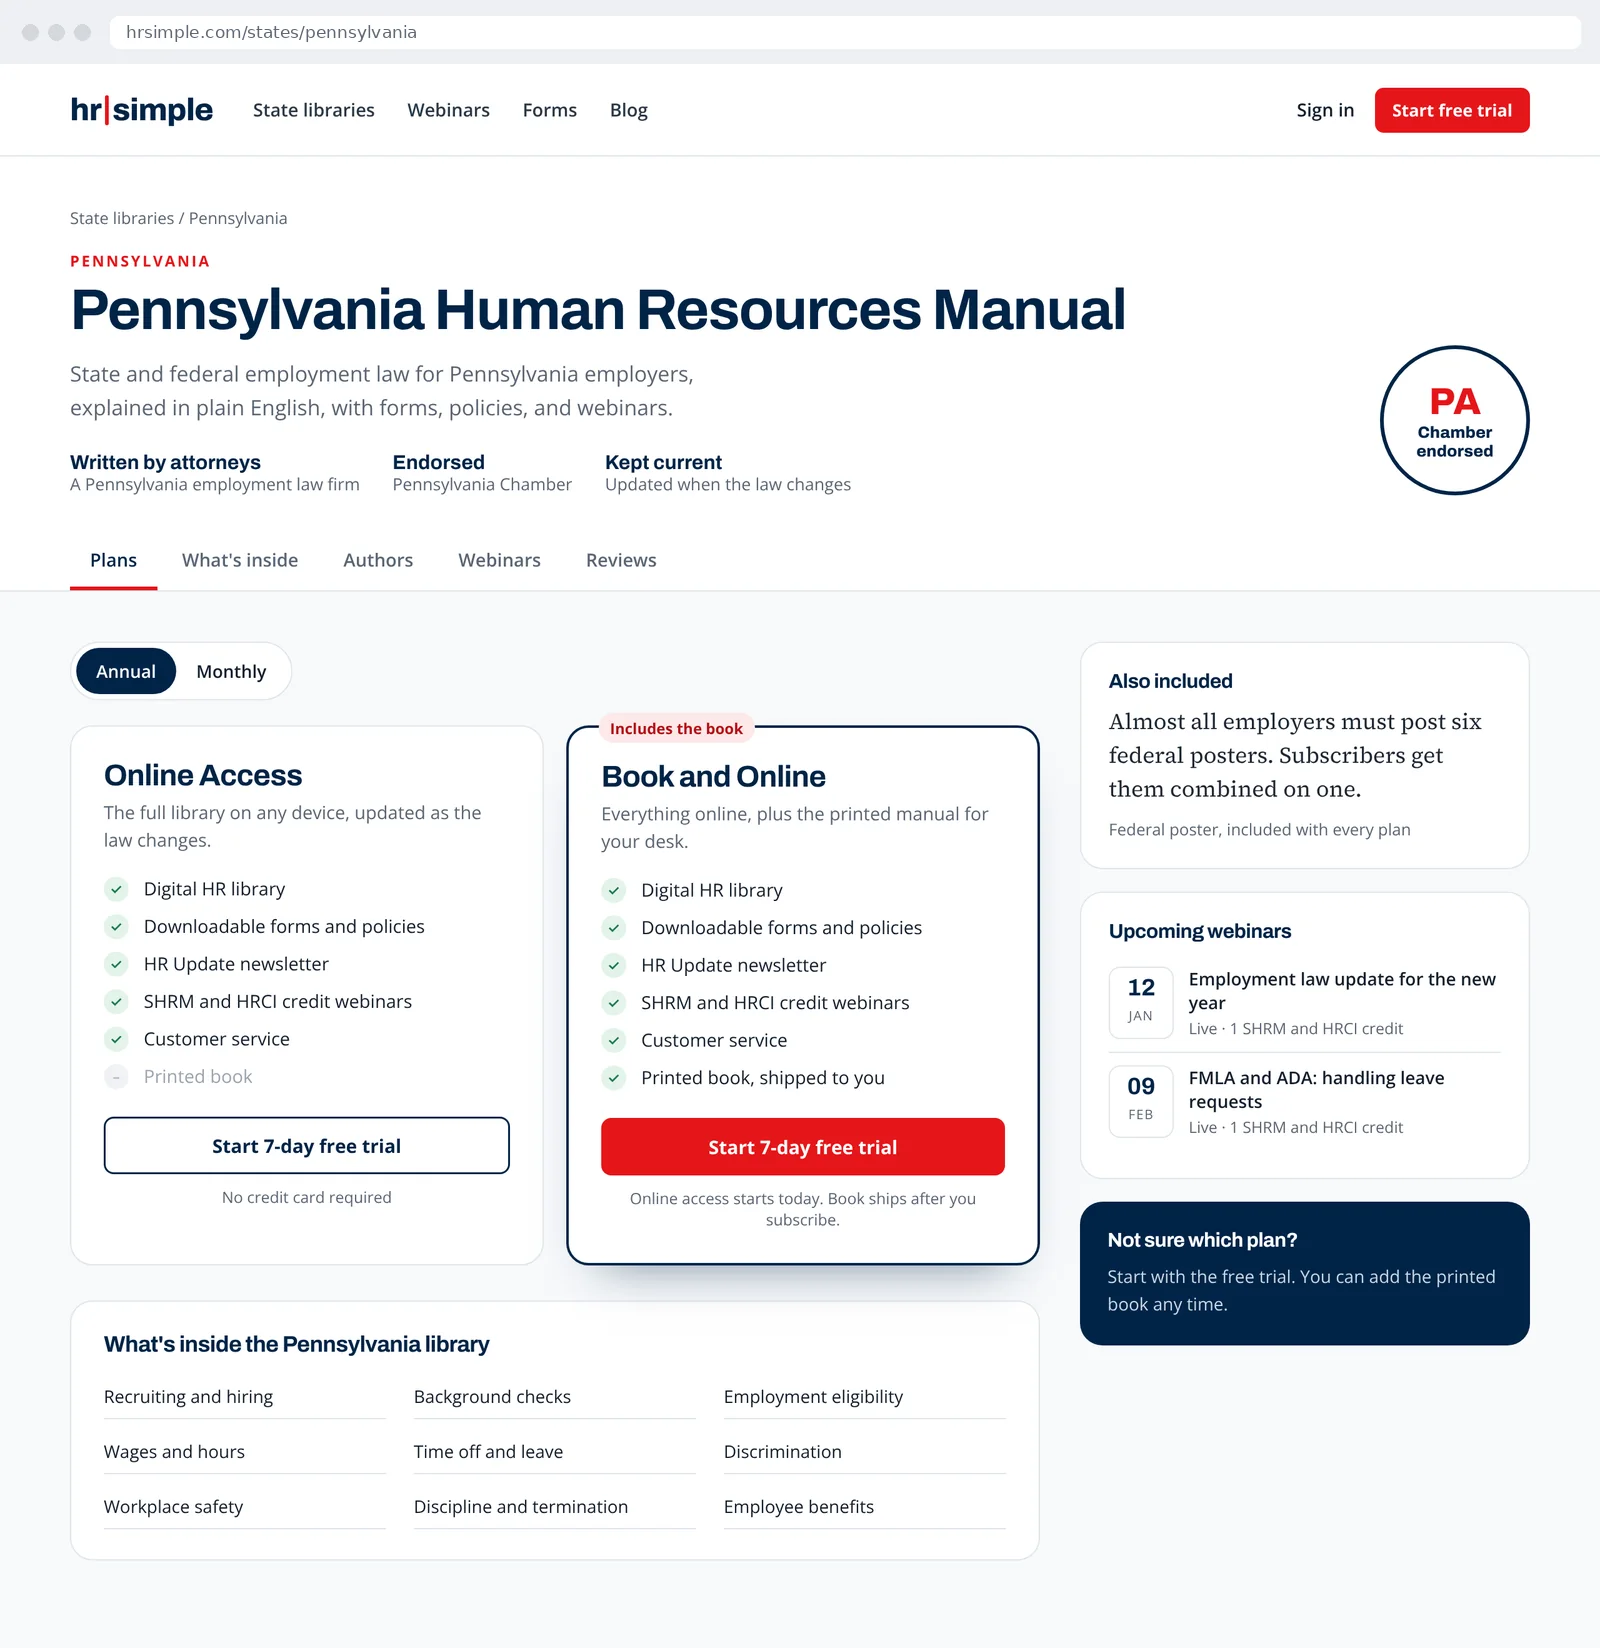 hrsimple.com/states/pennsylvania
hr|simple
State libraries
Webinars
Forms
Blog
Sign in
Start free trial
State libraries / Pennsylvania
PENNSYLVANIA
Pennsylvania Human Resources Manual
State and federal employment law for Pennsylvania employers,
explained in plain English, with forms, policies, and webinars.
Written by attorneys
A Pennsylvania employment law firm
Endorsed
Pennsylvania Chamber
Kept current
Updated when the law changes
PA
Chamber
endorsed
Plans
What's inside
Authors
Webinars
Reviews
Annual
Monthly
Online Access
The full library on any device, updated as the
law changes.
Digital HR library
Downloadable forms and policies
HR Update newsletter
SHRM and HRCI credit webinars
Customer service
Printed book
Start 7-day free trial
No credit card required
Includes the book
Book and Online
Everything online, plus the printed manual for
your desk.
Digital HR library
Downloadable forms and policies
HR Update newsletter
SHRM and HRCI credit webinars
Customer service
Printed book, shipped to you
Start 7-day free trial
Online access starts today. Book ships after you
subscribe.
What's inside the Pennsylvania library
Recruiting and hiring
Background checks
Employment eligibility
Wages and hours
Time off and leave
Discrimination
Workplace safety
Discipline and termination
Employee benefits
Also included
Almost all employers must post six
federal posters. Subscribers get
them combined on one.
Federal poster, included with every plan
Upcoming webinars
12
JAN
Employment law update for the new
year
Live · 1 SHRM and HRCI credit
09
FEB
FMLA and ADA: handling leave
requests
Live · 1 SHRM and HRCI credit
Not sure which plan?
Start with the free trial. You can add the printed
book any time.